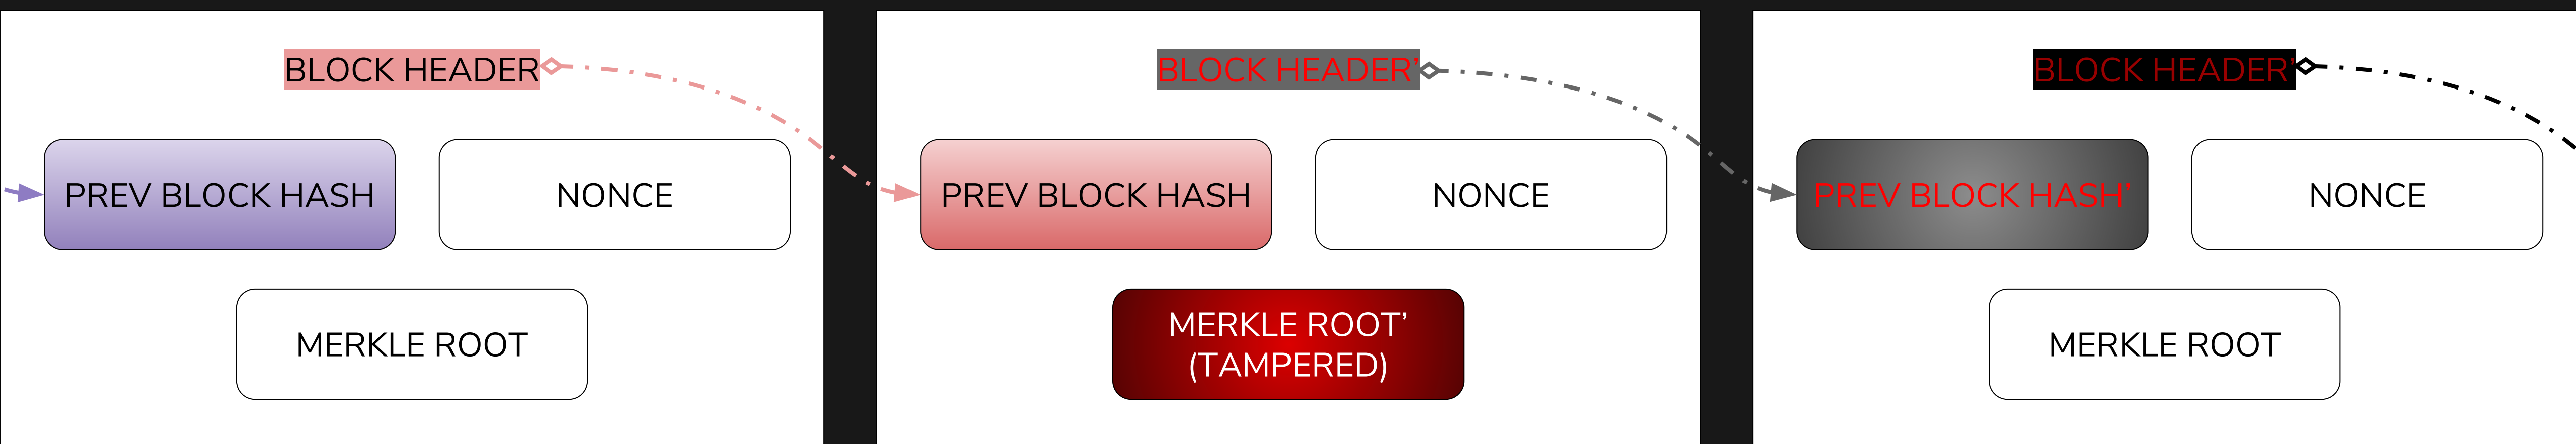 BLOCK HEADER
PREV BLOCK HASH
NONCE
MERKLE ROOT
BLOCK HEADER’
PREV BLOCK HASH
NONCE
MERKLE ROOT’
(TAMPERED)
BLOCK HEADER’
PREV BLOCK HASH’
NONCE
MERKLE ROOT